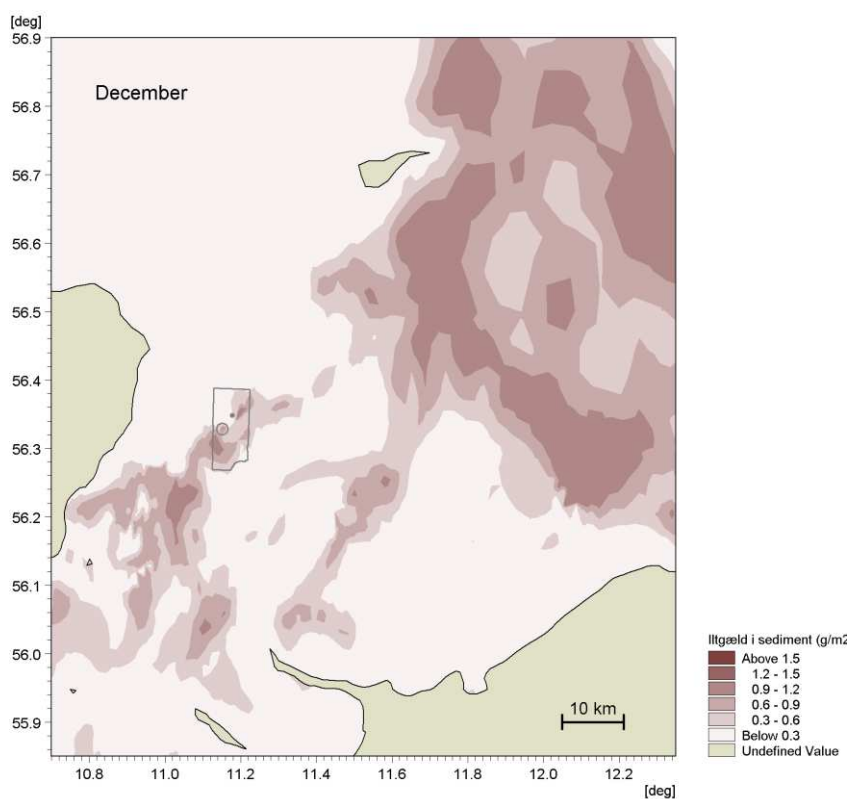 [deg]
56.9
December
56.8
56.7
56.6
56.5
56.4
56.3
56.2
56.1
56.0
55.9
10 km
10.8 11.0 11.2 11.4 11.6 11.8 12.0 12.2
[deg]
Iltgæld i sediment (g/m2
Above 1.5
1.2 - 1.5
0.9 - 1.2
0.6 - 0.9
0.3 - 0.6
Below 0.3
Undefined Value